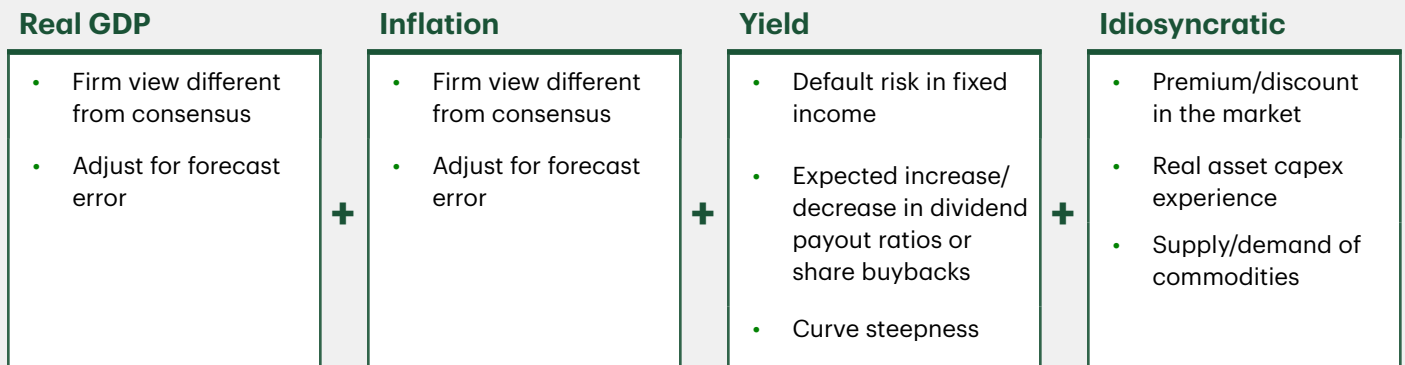 Real GDP
• Firm view different
from consensus
• Adjust for forecast
error
+
Inflation
• Firm view different
from consensus
• Adjust for forecast
error
+
Yield
• Default risk in fixed
income
• Expected increase/
decrease in dividend
payout ratios or
share buybacks
• Curve steepness
+
Idiosyncratic
• Premium/discount
in the market
• Real asset capex
experience
• Supply/demand of
commodities